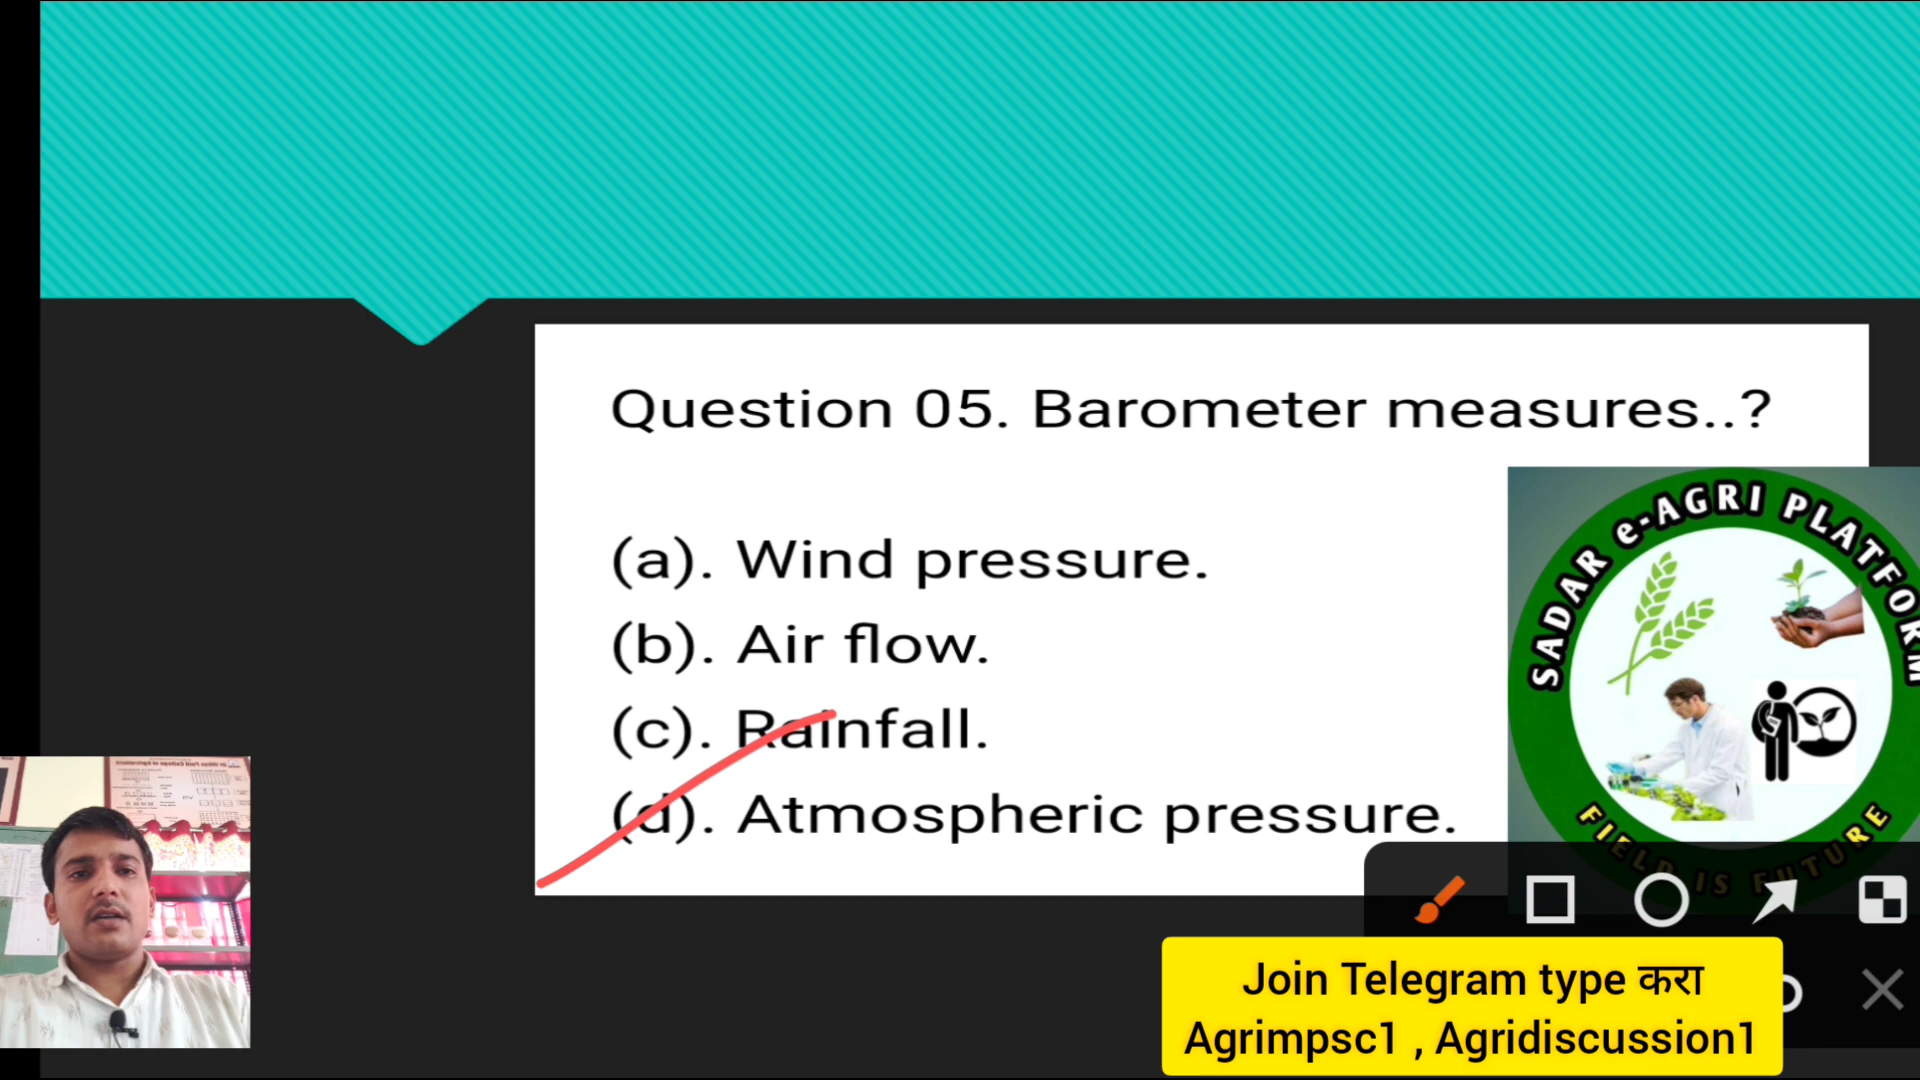 Question 05. Barometer measures..?
(a). Wind pressure.
(b). Air flow.
(c). Rainfall.
(d). Atmospheric pressure.
SADAR e-AGRI PLATFORM
FIELD IS FUTURE
Join Telegram type करा
Agrimpsc1 , Agridiscussion1